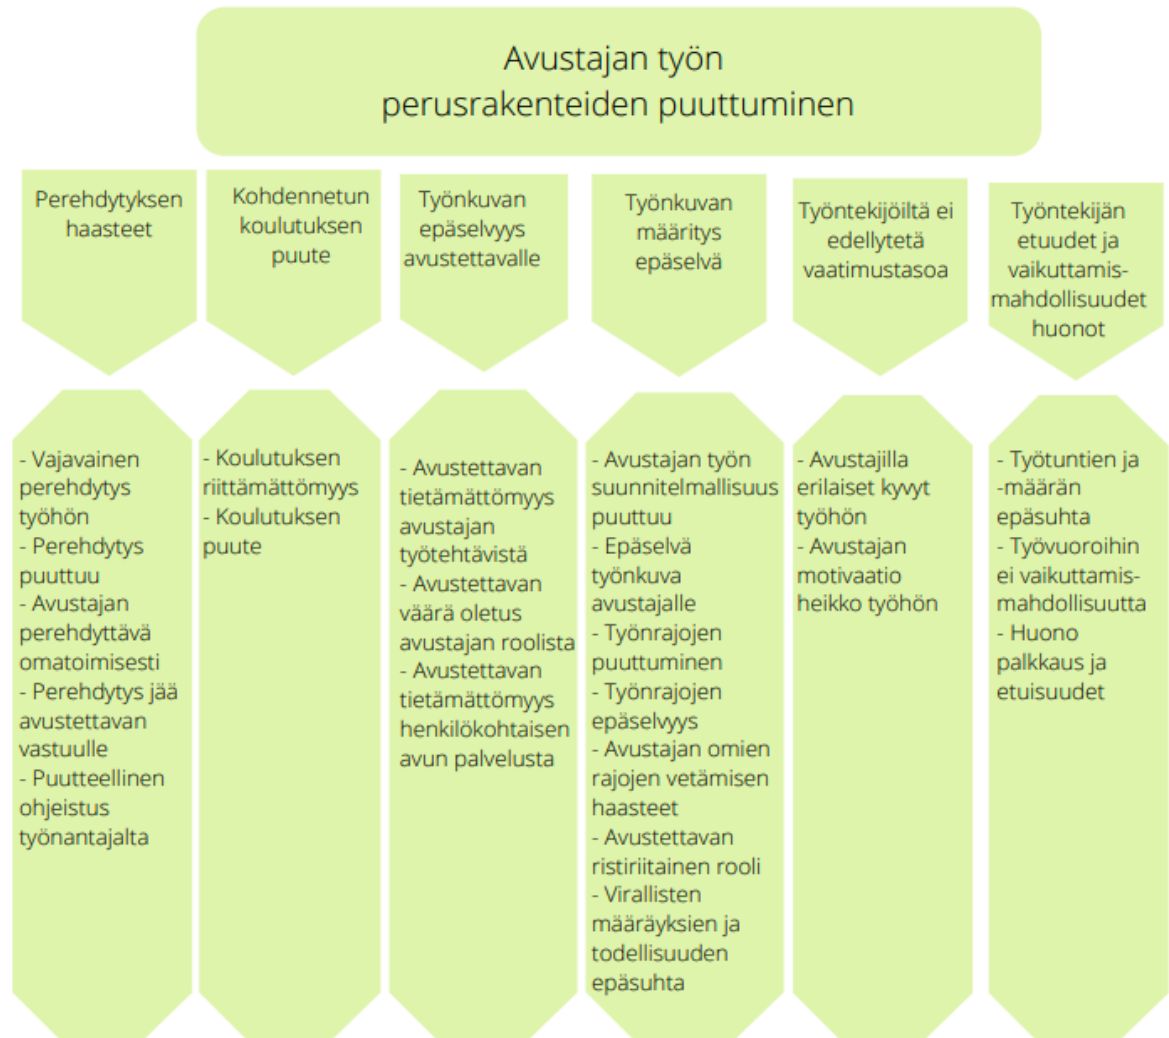 Avustajan työn
perusrakenteiden puuttuminen
Perehdytyksen
haasteet
Kohdennetun
koulutuksen
puute
Työnkuvan
epäselvyys
avustettavalle
Työnkuvan
määritys
epäselvä
Työntekijöiltä ei
edellytetä
vaatimustasoa
Työntekijän
etuudet ja
vaikuttamis-
mahdollisuudet
huonot
- Vajavainen
perehdytys
työhön
- Perehdytys
puuttuu
- Avustajan
perehdyttävä
omatoimisesti
- Perehdytys jää
avustettavan
vastuulle
- Puutteellinen
ohjeistus
työnantajalta
- Koulutuksen
riittämättömyys
- Koulutuksen
puute
- Avustettavan
tietämättömyys
avustajan
työtehtävistä
- Avustettavan
väärä oletus
avustajan roolista
- Avustettavan
tietämättömyys
henkilökohtaisen
avun palvelusta
- Avustajan työn
suunnitelmallisuus
puuttuu
- Epäselvä
työnkuva
avustajalle
- Työnrajojen
puuttuminen
- Työnrajojen
epäselvyys
- Avustajan omien
rajojen vetämisen
haasteet
- Avustettavan
ristiriitainen rooli
- Virallisten
määräyksien ja
todellisuuden
epäsuhta
- Avustajilla
erilaiset kyvyt
työhön
- Avustajan
motivaatio
heikko työhön
- Työtuntien ja
-määrän
epäsuhta
- Työvuoroihin
ei vaikuttamis-
mahdollisuutta
- Huono
palkkaus ja
etuisuudet